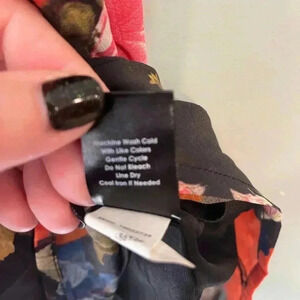 Machine Wash Cold
With Like Colors
Gentle Cycle
Do Not Bleach
Line Dry
Cool Iron if Needed